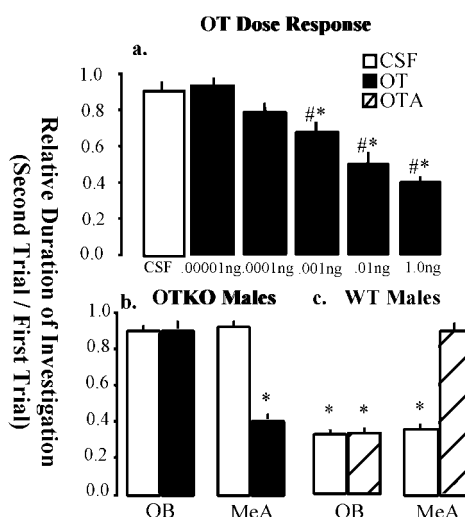 OT Dose Response
a.
CSF
OT
OTA
Relative Duration of Investigation
(Second Trial / First Trial)
1.0
0.8
0.6
0.4
0.2
0.0
#*
#*
#*
CSF .00001ng .0001ng .001ng .01ng 1.0ng
b. OTKO Males
c. WT Males
1.0
0.8
0.6
0.4
0.2
0.0
*
* *
*
OB MeA OB MeA